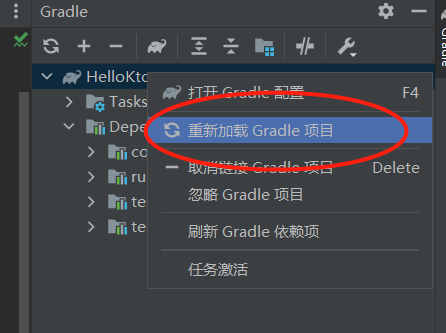 Gradle
HelloKto
Tasks
Depe
打开 Gradle 配置 F4
重新加载 Gradle 项目
co
取消链接 Gradle 项目 Delete
ru
忽略 Gradle 项目
te
te
刷新 Gradle 依赖项
任务激活
Gradle